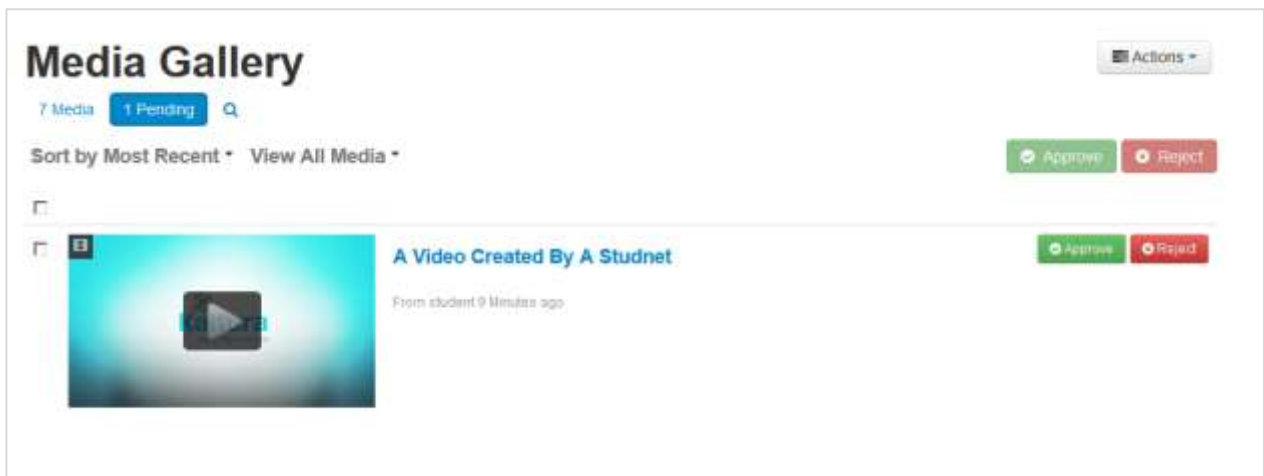 Media Gallery
Actions
7 Media 1 Pending
Sort by Most Recent View All Media
Approve Reject
A Video Created By A Studnet
Approve Reject
From student 9 Minutes ago